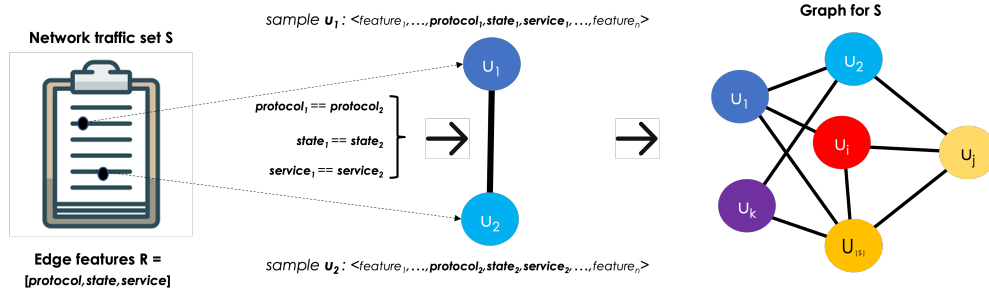 sample u₁ : <feature₁,…,protocol₁,state₁,service₁,…,featureₙ>
Graph for S
Network traffic set S
u₁
protocol₁ == protocol₂
state₁ == state₂
service₁ == service₂
u₂
Edge features R =
[protocol,state,service]
sample u₂ : <feature₁,…,protocol₂,state₂,service₂,…,featureₙ>
u₂
u₁
uᵢ
uⱼ
uₖ
U|S|